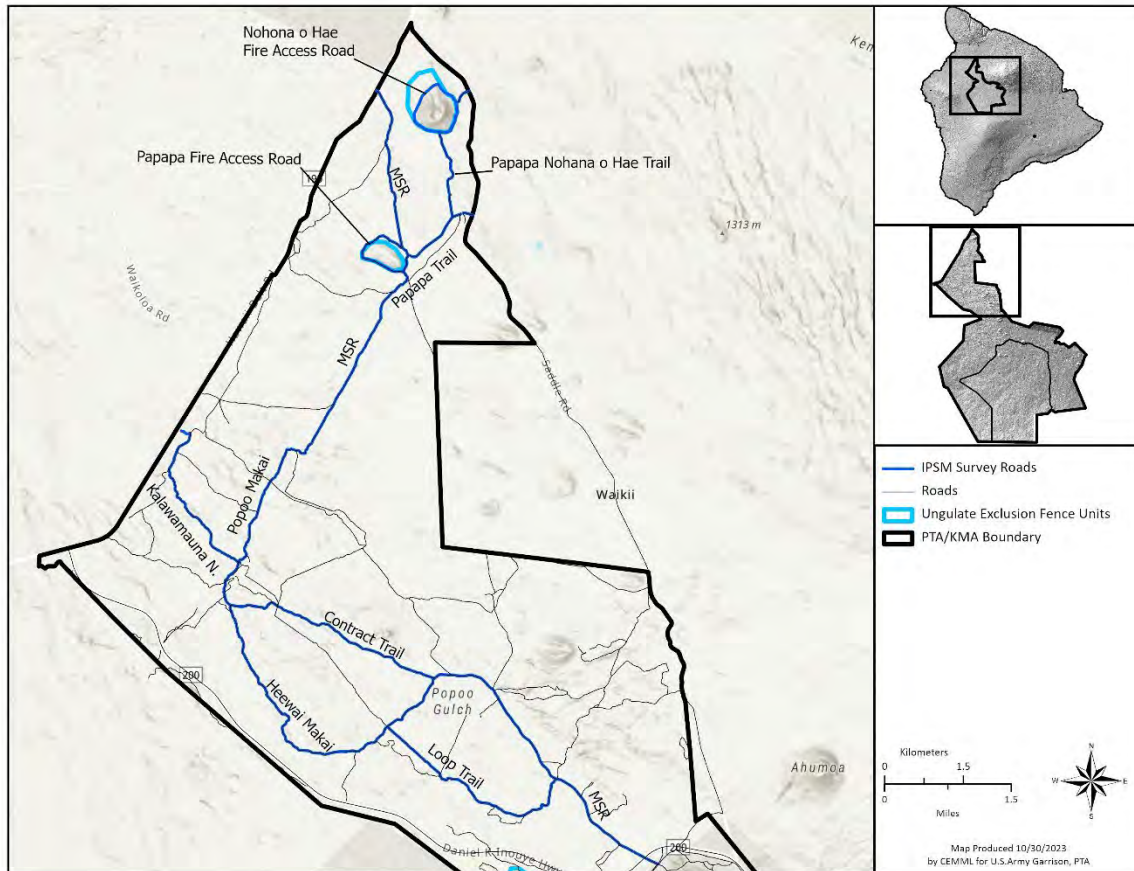 Nohona o Hae
Fire Access Road
Papapa Fire Access Road
MSR
Papapa Nohana o Hae Trail
1313 m
Waikoloa Rd
Papapa Trail
MSR
Saddle Rd
Waikii
Popoo Makai
Kalawamauna N.
Contract Trail
200
Popoo
Gulch
Heewai Makai
Loop Trail
Ahumoa
MSR
200
Daniel K Inouye Hwy
IPSM Survey Roads
Roads
Ungulate Exclusion Fence Units
PTA/KMA Boundary
Kilometers
0 1.5
0 1.5
Miles
N
W E
S
Map Produced 10/30/2023
by CEMML for U.S.Army Garrison, PTA